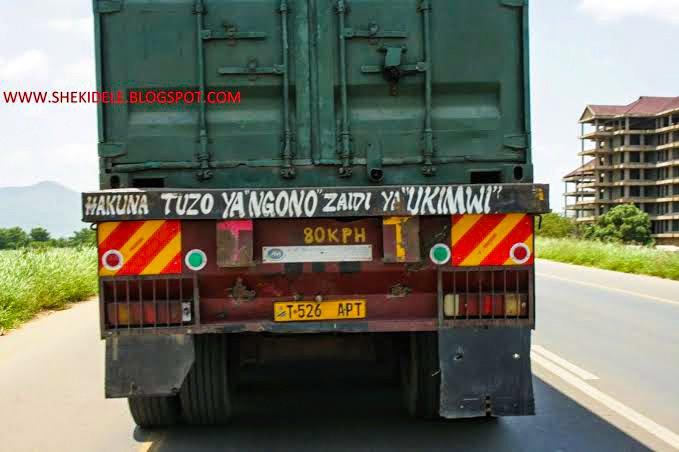 WWW.SHEKIDELE.BLOGSPOT.COM
HAKUNA TUZO YA "NGONO" ZAIDI YA "UKIMWI"
80KPH
T·526 APT